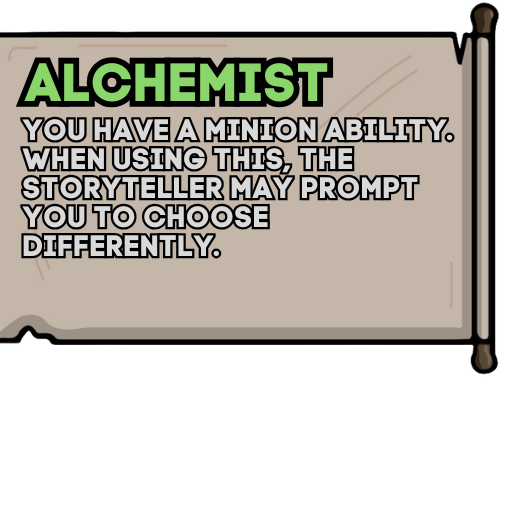 ALCHEMIST
YOU HAVE A MINION ABILITY.
WHEN USING THIS, THE
STORYTELLER MAY PROMPT
YOU TO CHOOSE
DIFFERENTLY.